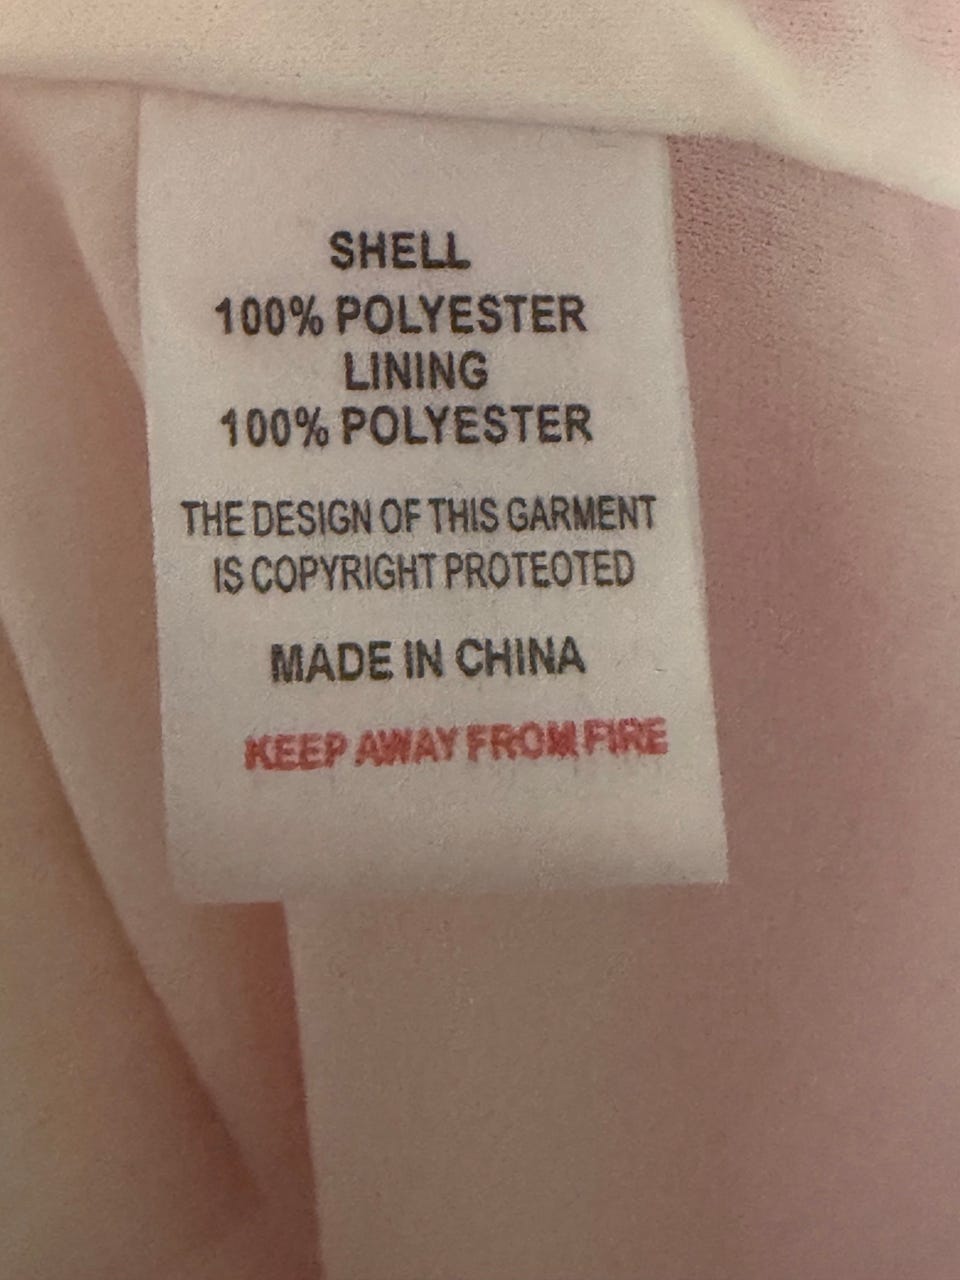 SHELL
100% POLYESTER
LINING
100% POLYESTER
THE DESIGN OF THIS GARMENT
IS COPYRIGHT PROTEOTED
MADE IN CHINA
KEEP AWAY FROM FIRE